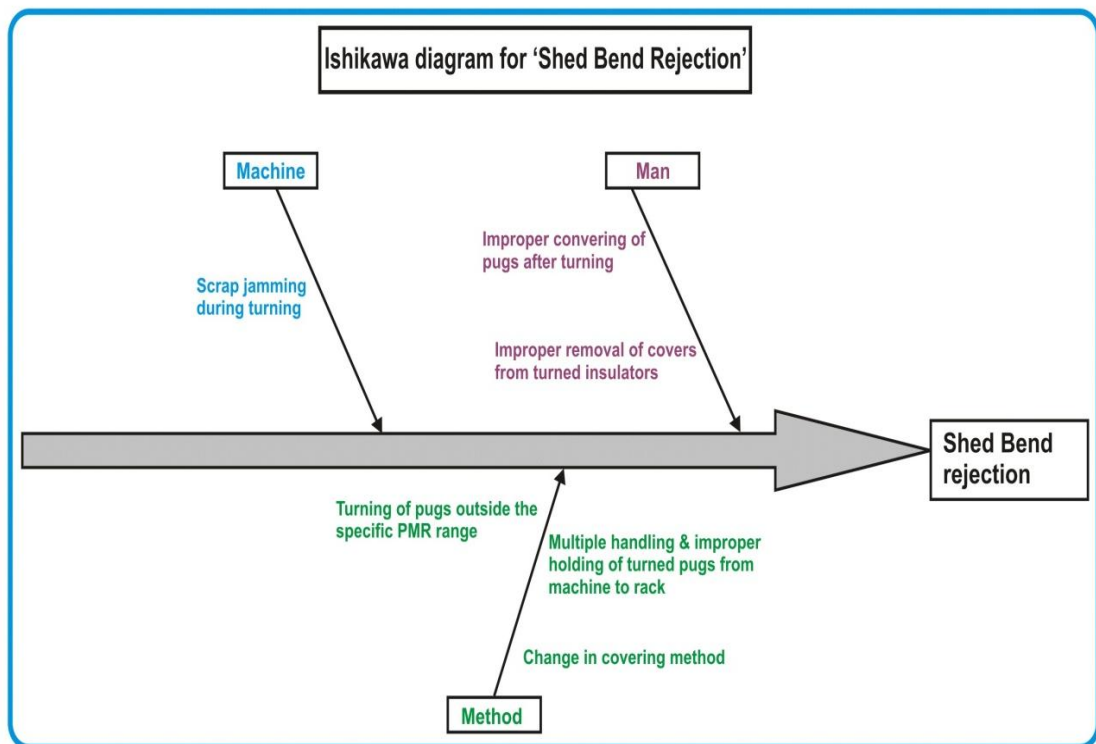 Ishikawa diagram for ‘Shed Bend Rejection’
Machine
Man
Improper convering of
pugs after turning
Scrap jamming
during turning
Improper removal of covers
from turned insulators
Shed Bend
rejection
Turning of pugs outside the
specific PMR range
Multiple handling & improper
holding of turned pugs from
machine to rack
Change in covering method
Method